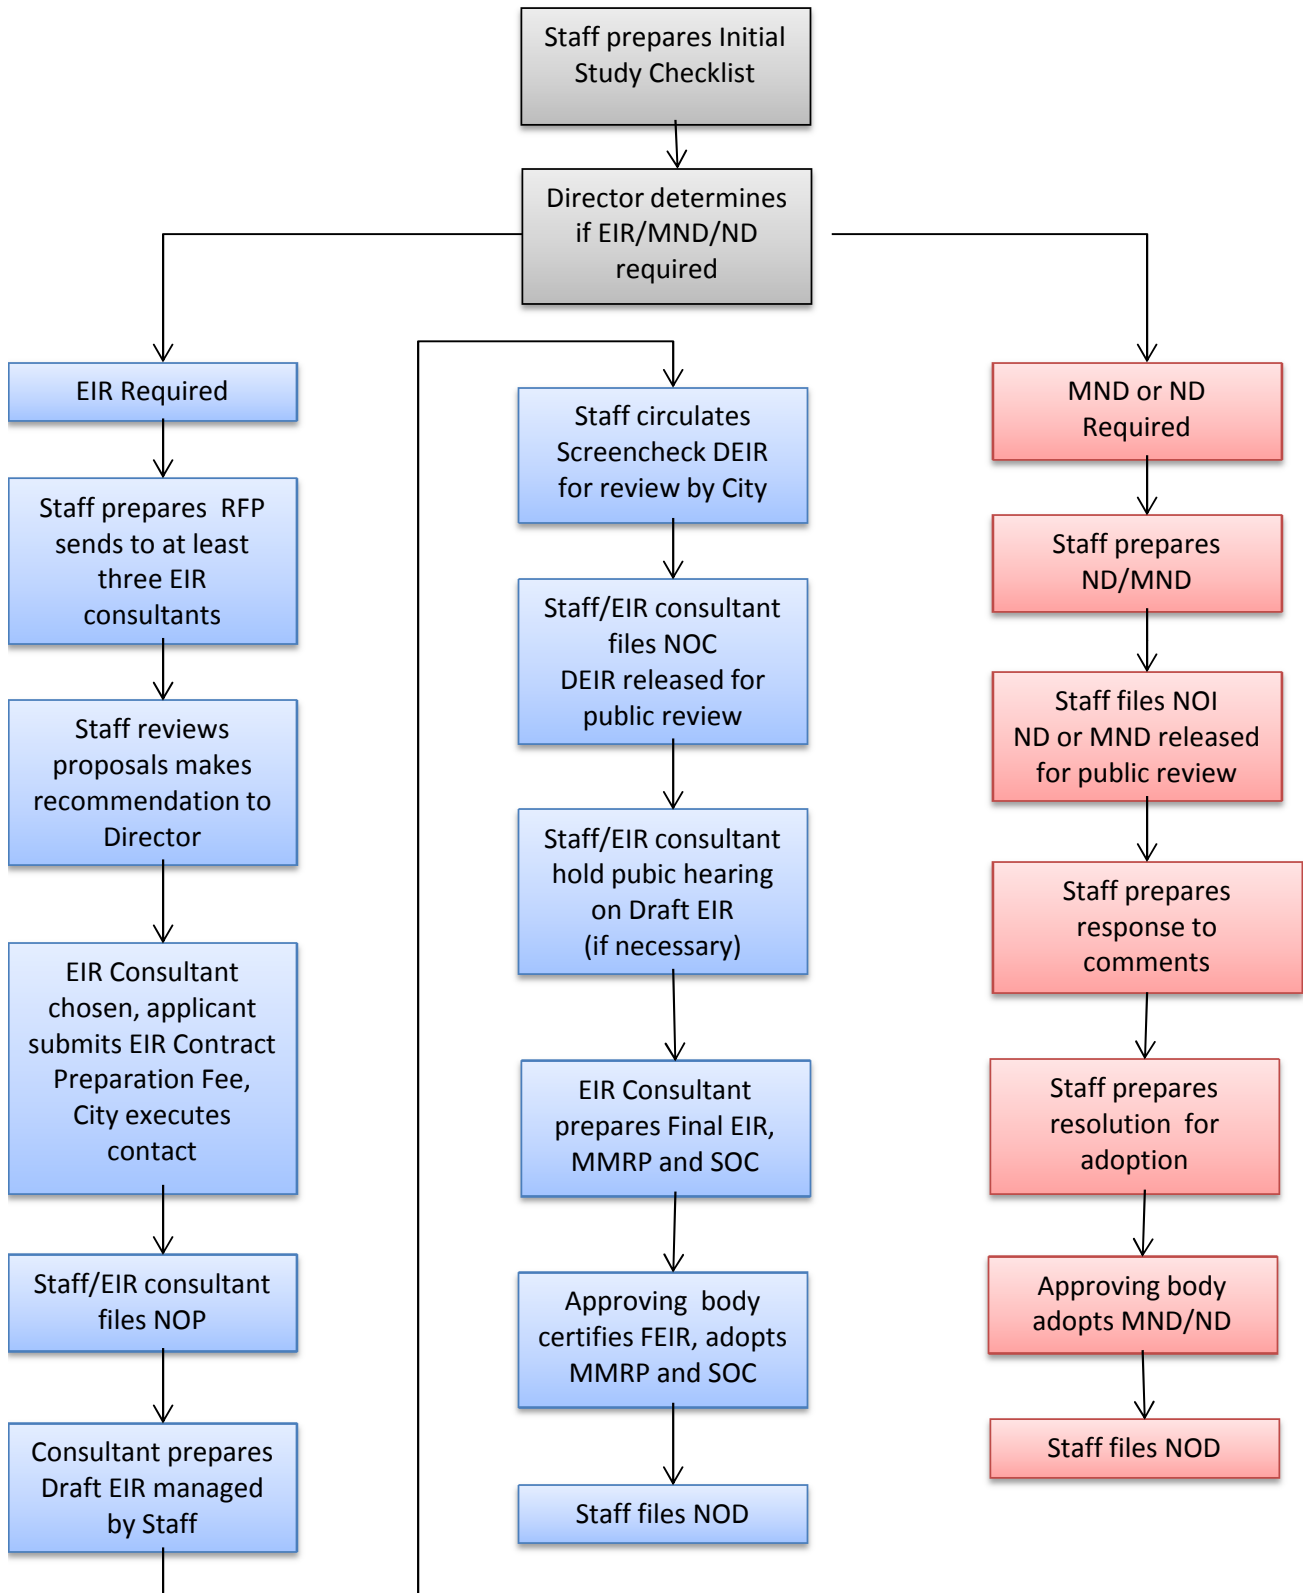 Staff prepares Initial
Study Checklist
Director determines
if EIR/MND/ND
required
EIR Required
Staff prepares  RFP
sends to at least
three EIR
consultants
Staff reviews
proposals makes
recommendation to
Director
EIR Consultant
chosen, applicant
submits EIR Contract
Preparation Fee,
City executes
contact
Staff/EIR consultant
files NOP
Consultant prepares
Draft EIR managed
by Staff
Staff circulates
Screencheck DEIR
for review by City
Staff/EIR consultant
files NOC
DEIR released for
public review
Staff/EIR consultant
hold pubic hearing
on Draft EIR
(if necessary)
EIR Consultant
prepares Final EIR,
MMRP and SOC
Approving  body
certifies FEIR, adopts
MMRP and SOC
Staff files NOD
MND or ND
Required
Staff prepares
ND/MND
Staff files NOI
ND or MND released
for public review
Staff prepares
response to
comments
Staff prepares
resolution  for
adoption
Approving body
adopts MND/ND
Staff files NOD